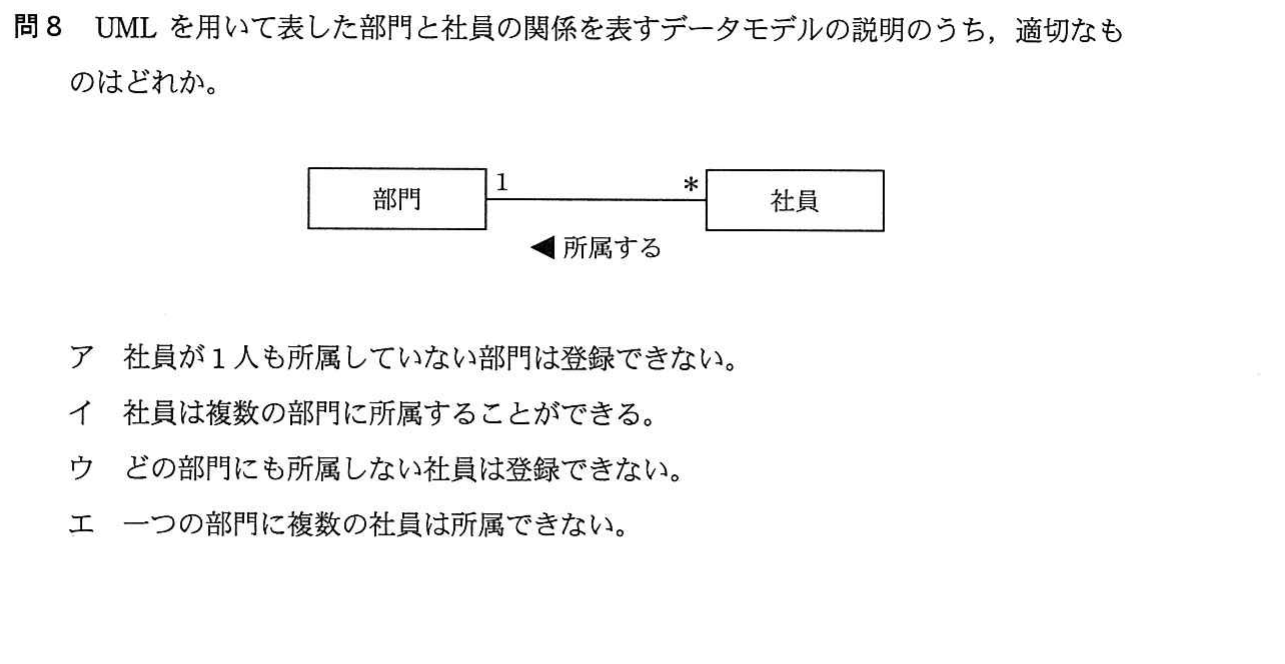 問8 UML を用いて表した部門と社員の関係を表すデータモデルの説明のうち，適切なも
のはどれか。
部門 1 * 社員
◀ 所属する
ア 社員が1人も所属していない部門は登録できない。
イ 社員は複数の部門に所属することができる。
ウ どの部門にも所属しない社員は登録できない。
エ 一つの部門に複数の社員は所属できない。